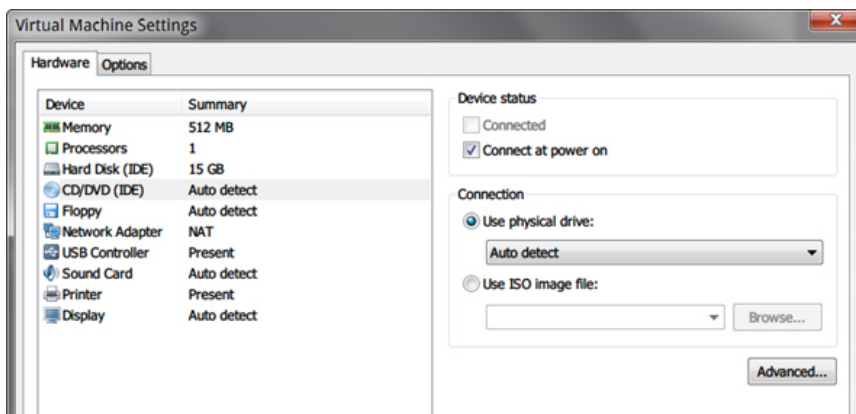 Virtual Machine Settings
Hardware Options
Device Summary
Memory 512 MB
Processors 1
Hard Disk (IDE) 15 GB
CD/DVD (IDE) Auto detect
Floppy Auto detect
Network Adapter NAT
USB Controller Present
Sound Card Auto detect
Printer Present
Display Auto detect
Device status
Connected
Connect at power on
Connection
Use physical drive:
Auto detect
Use ISO image file:
Browse...
Advanced...